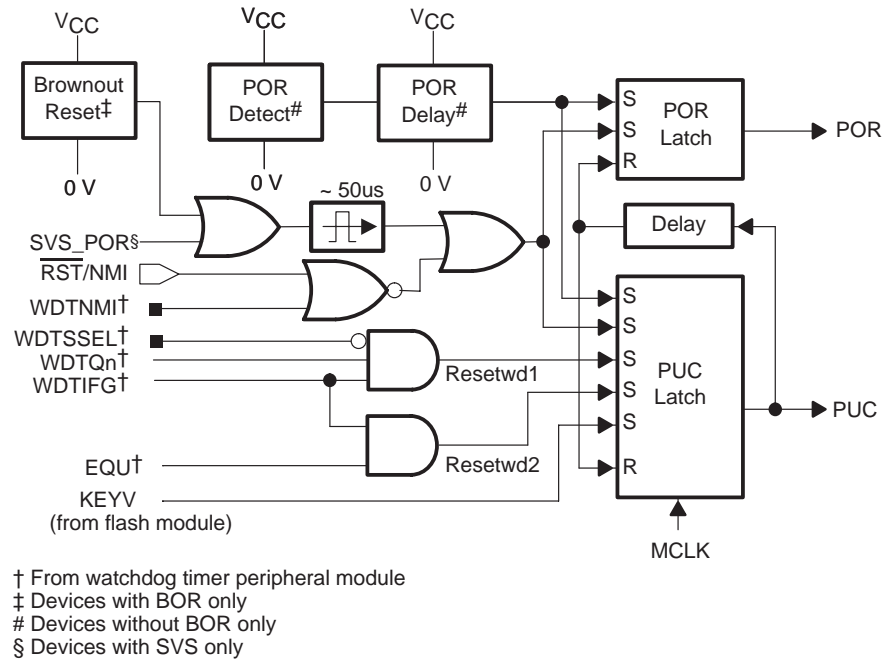 VCC
VCC
VCC
Brownout
Reset‡
POR
Detect#
POR
Delay#
S
S
R
POR
Latch
POR
0 V
0 V
0 V
~ 50us
SVS_POR§
RST/NMI
WDTNMI†
WDTSSEL†
WDTQn†
WDTIFG†
Delay
Resetwd1
Resetwd2
S
S
S
S
S
R
PUC
Latch
PUC
EQU†
KEYV
(from flash module)
MCLK
† From watchdog timer peripheral module
‡ Devices with BOR only
# Devices without BOR only
§ Devices with SVS only